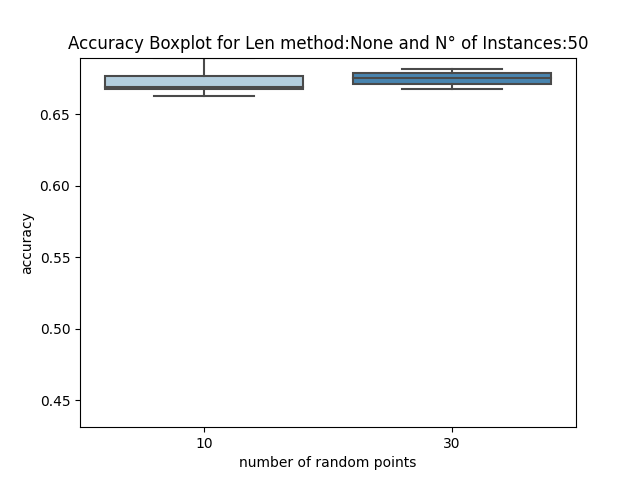 Accuracy Boxplot for Len method:None and N° of Instances:50
0.65
0.60
0.55
0.50
0.45
accuracy
10 30
number of random points